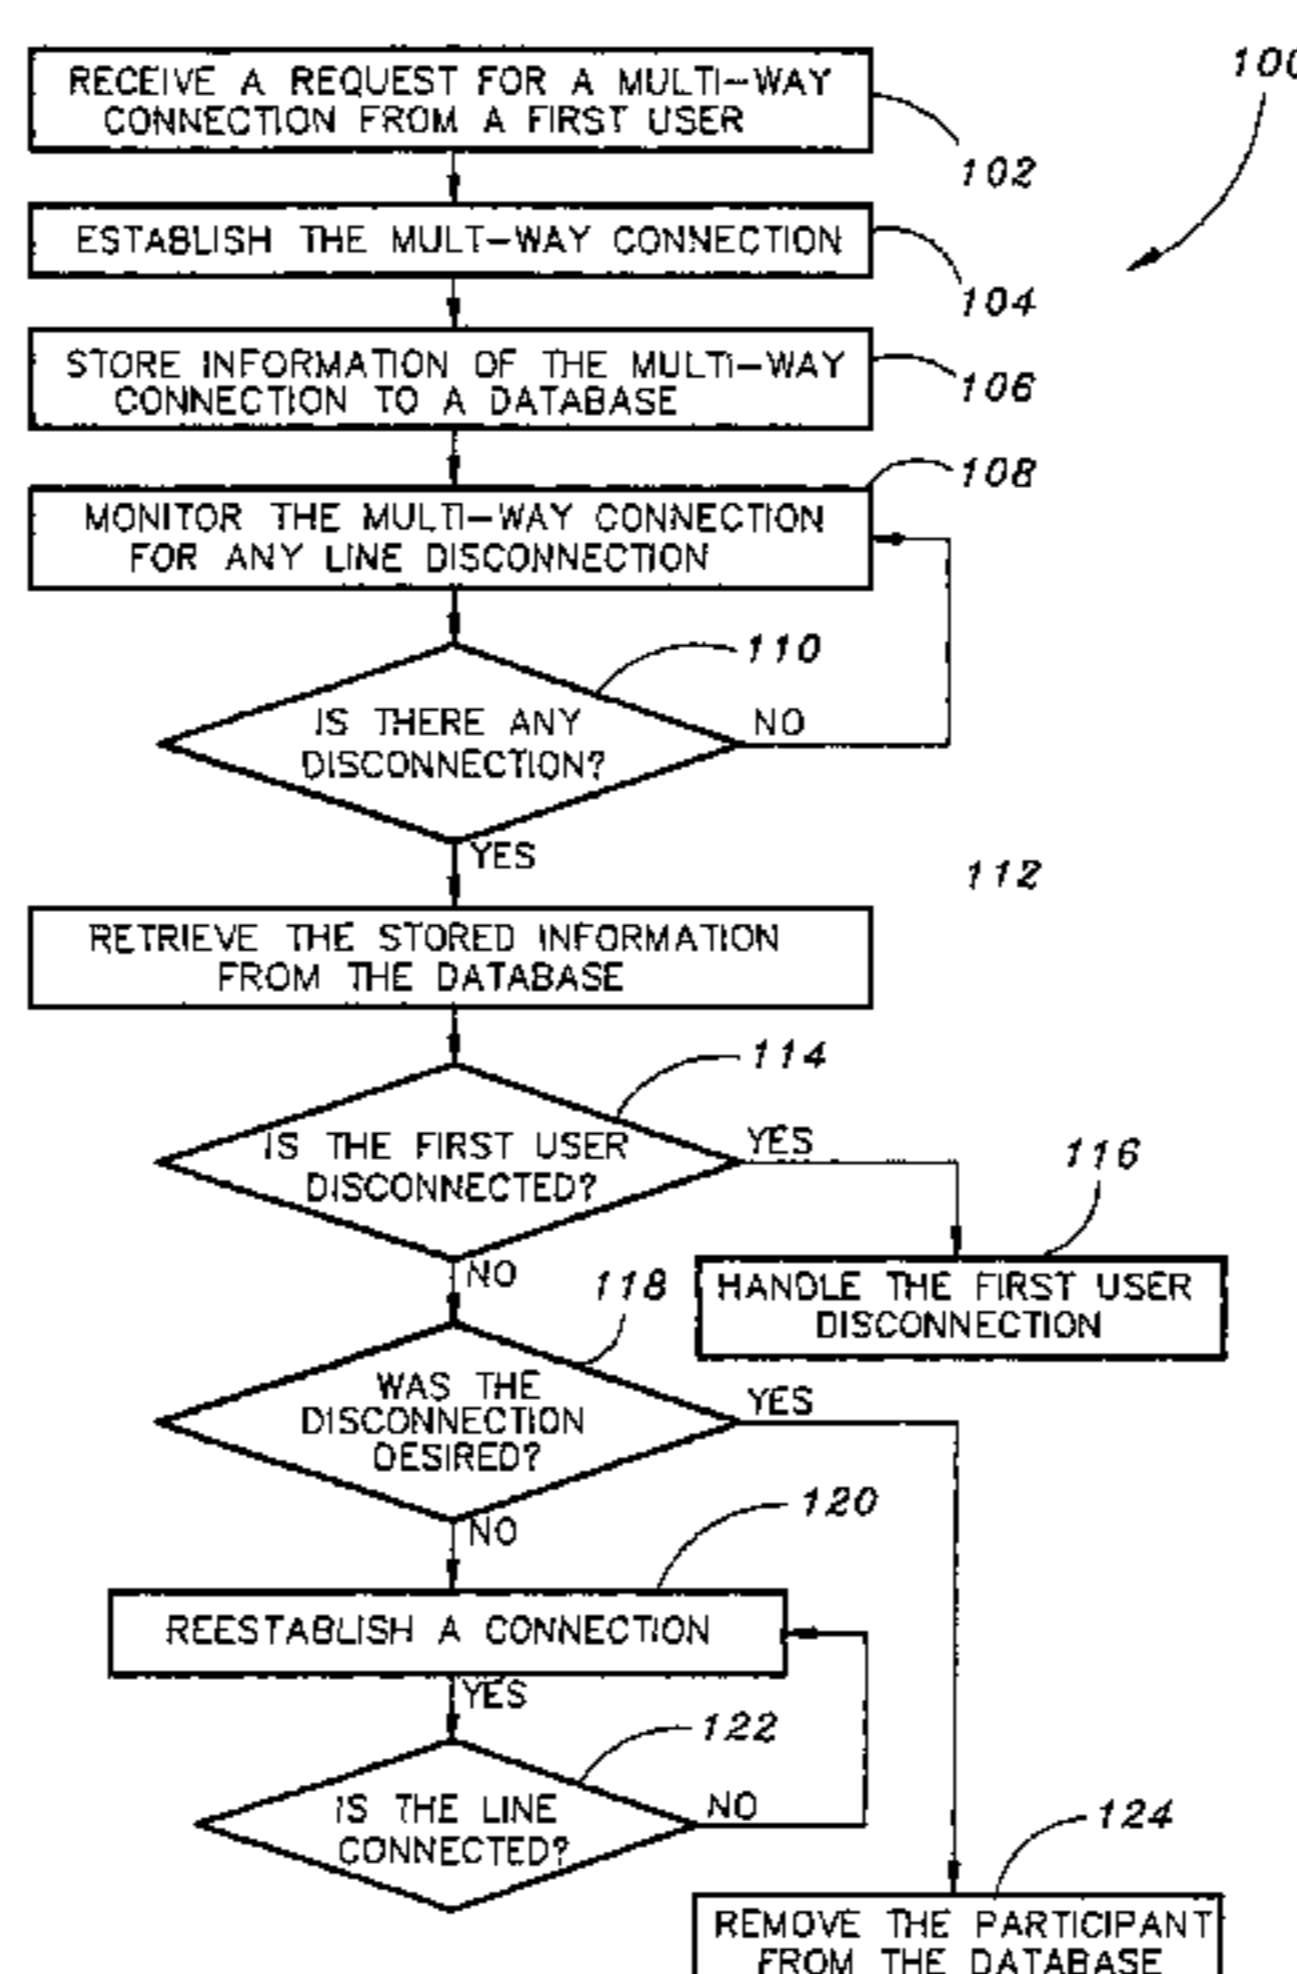 100
RECEIVE A REQUEST FOR A MULTI-WAY
CONNECTION FROM A FIRST USER
102
ESTABLISH THE MULT-WAY CONNECTION
104
STORE INFORMATION OF THE MULTI-WAY
CONNECTION TO A DATABASE
106
108
MONITOR THE MULTI-WAY CONNECTION
FOR ANY LINE DISCONNECTION
110
IS THERE ANY
DISCONNECTION?
NO
YES
112
RETRIEVE THE STORED INFORMATION
FROM THE DATABASE
114
IS THE FIRST USER
DISCONNECTED?
YES
116
NO
118
HANDLE THE FIRST USER
DISCONNECTION
WAS THE
DISCONNECTION
DESIRED?
YES
120
NO
REESTABLISH A CONNECTION
YES
122
IS THE LINE
CONNECTED?
NO
124
REMOVE THE PARTICIPANT
FROM THE DATABASE